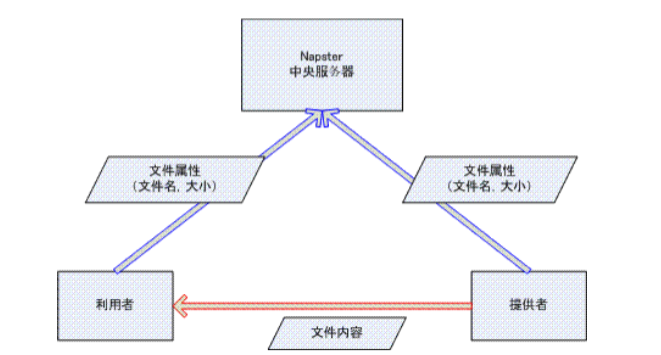 Napster
中央服务器
文件属性
（文件名，大小）
文件属性
（文件名，大小）
利用者
提供者
文件内容